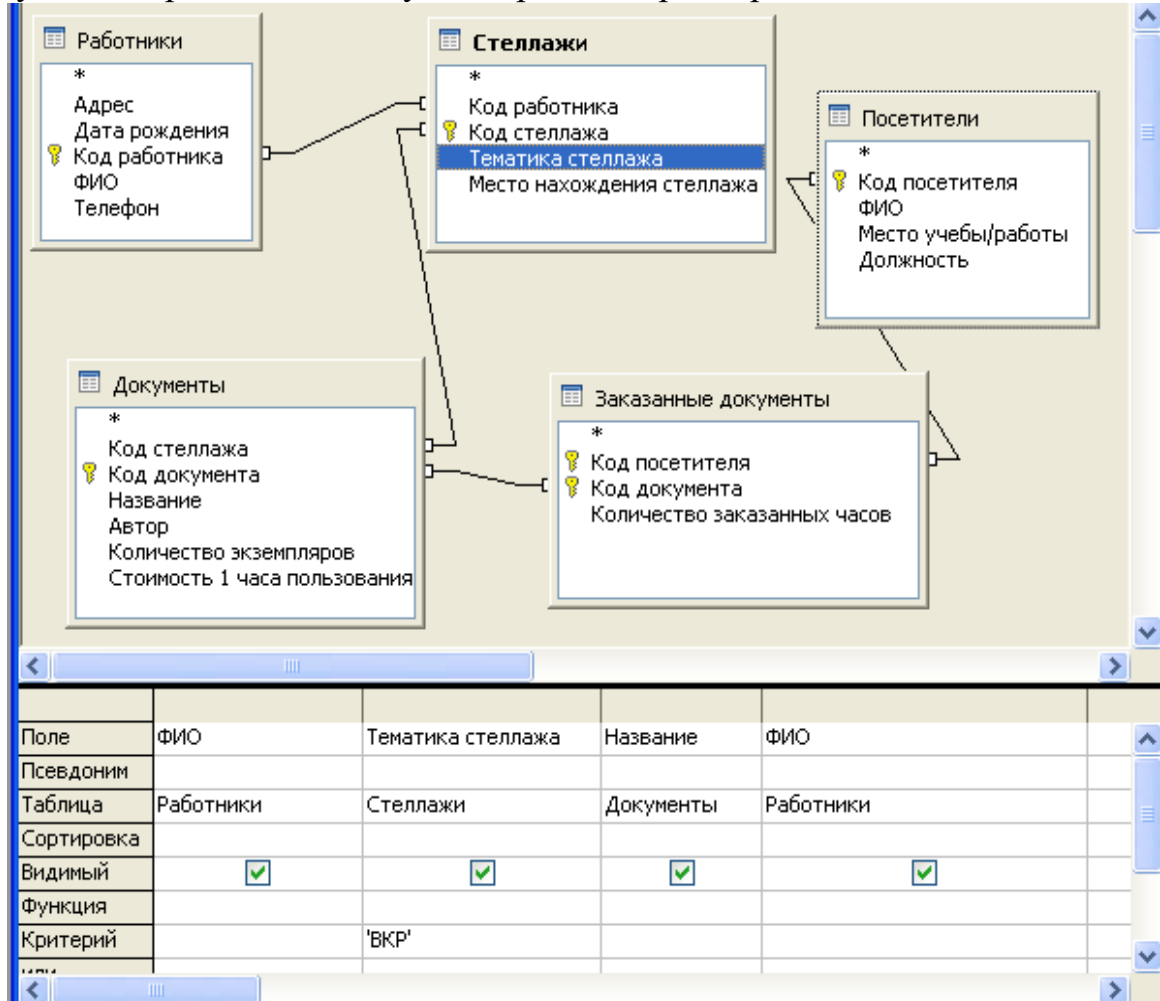 Работники
*
Адрес
Дата рождения
Код работника
ФИО
Телефон
Стеллажи
*
Код работника
Код стеллажа
Тематика стеллажа
Место нахождения стеллажа
Посетители
*
Код посетителя
ФИО
Место учебы/работы
Должность
Документы
*
Код стеллажа
Код документа
Название
Автор
Количество экземпляров
Стоимость 1 часа пользования
Заказанные документы
*
Код посетителя
Код документа
Количество заказанных часов
Поле ФИО Тематика стеллажа Название ФИО
Псевдоним
Таблица Работники Стеллажи Документы Работники
Сортировка
Видимый
Функция
Критерий 'ВКР'